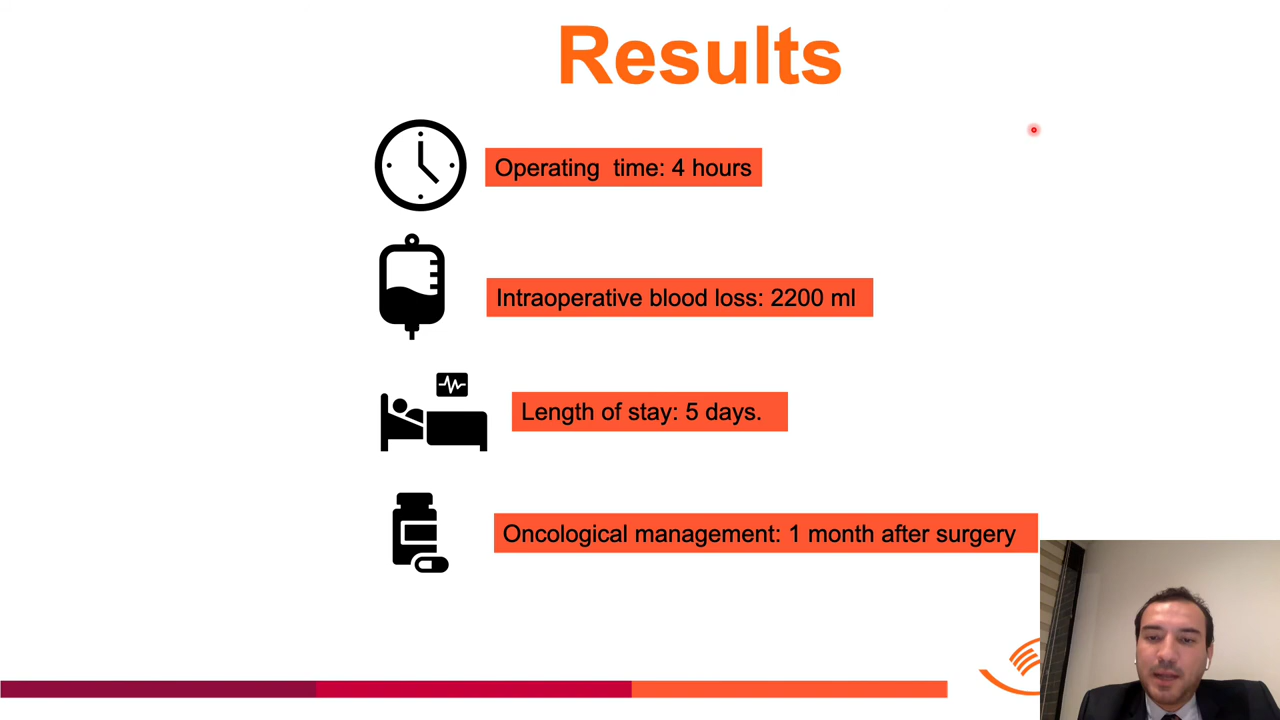 Results
Operating  time: 4 hours
Intraoperative blood loss: 2200 ml
Length of stay: 5 days.
Oncological management: 1 month after surgery